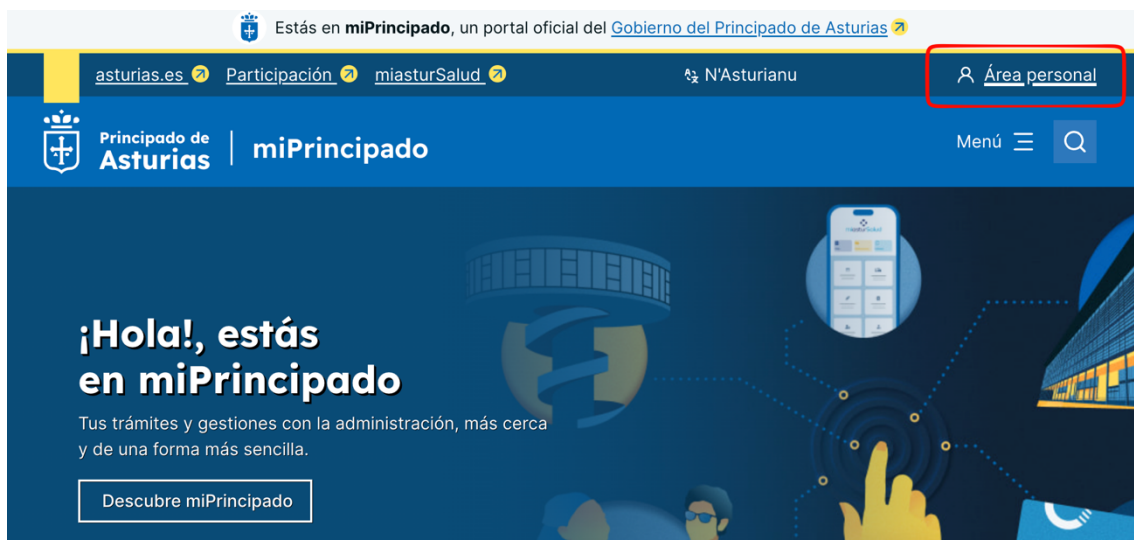 Estás en miPrincipado, un portal oficial del Gobierno del Principado de Asturias
asturias.es Participación miasturSalud N'Asturianu Área personal
Principado de
Asturias
miPrincipado
Menú
¡Hola!, estás
en miPrincipado
Tus trámites y gestiones con la administración, más cerca
y de una forma más sencilla.
Descubre miPrincipado